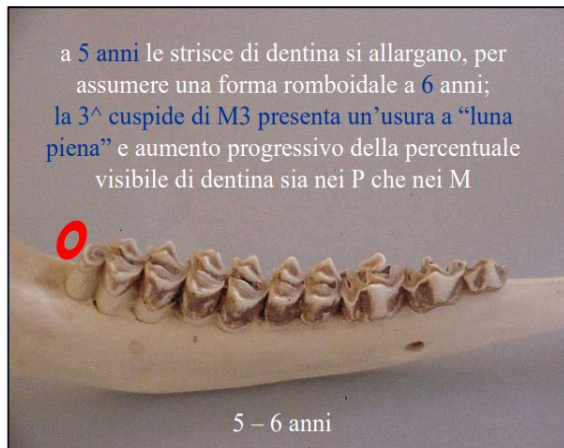 a 5 anni le strisce di dentina si allargano, per
assumere una forma romboidale a 6 anni;
la 3^ cuspide di M3 presenta un'usura a “luna
piena” e aumento progressivo della percentuale
visibile di dentina sia nei P che nei M
5 – 6 anni